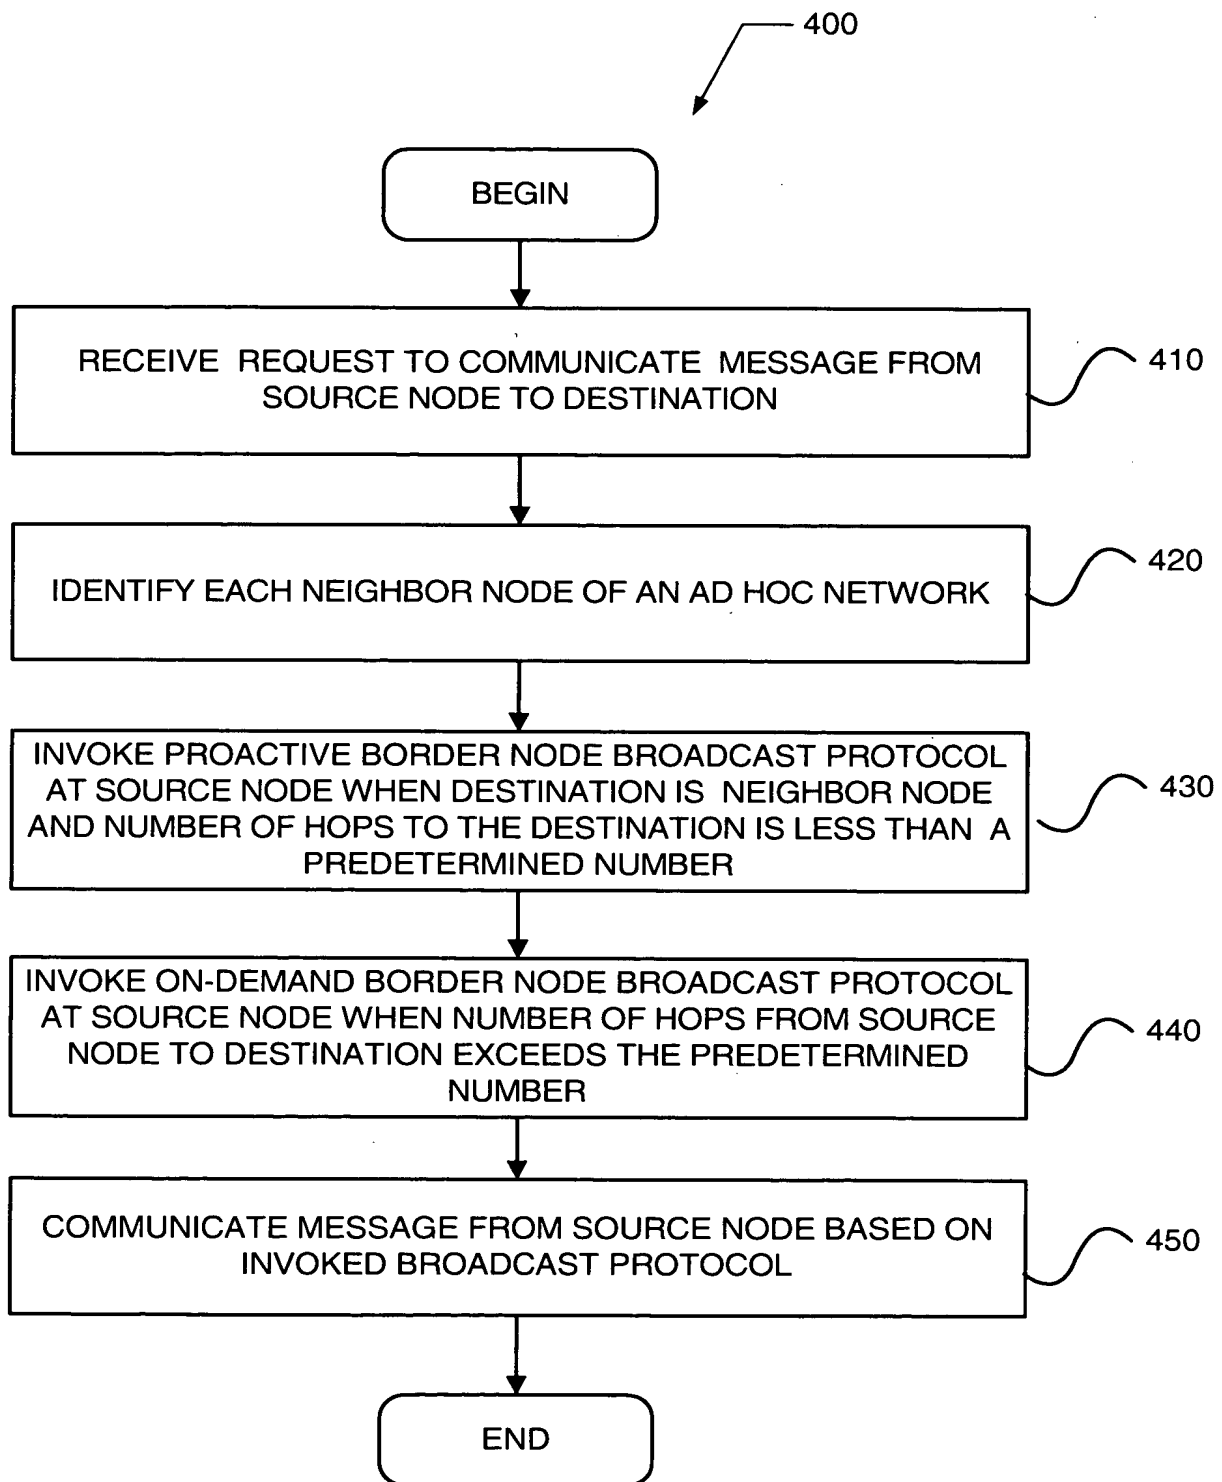 400
BEGIN
RECEIVE REQUEST TO COMMUNICATE MESSAGE FROM
SOURCE NODE TO DESTINATION
410
IDENTIFY EACH NEIGHBOR NODE OF AN AD HOC NETWORK
420
INVOKE PROACTIVE BORDER NODE BROADCAST PROTOCOL
AT SOURCE NODE WHEN DESTINATION IS NEIGHBOR NODE
AND NUMBER OF HOPS TO THE DESTINATION IS LESS THAN A
PREDETERMINED NUMBER
430
INVOKE ON-DEMAND BORDER NODE BROADCAST PROTOCOL
AT SOURCE NODE WHEN NUMBER OF HOPS FROM SOURCE
NODE TO DESTINATION EXCEEDS THE PREDETERMINED
NUMBER
440
COMMUNICATE MESSAGE FROM SOURCE NODE BASED ON
INVOKED BROADCAST PROTOCOL
450
END